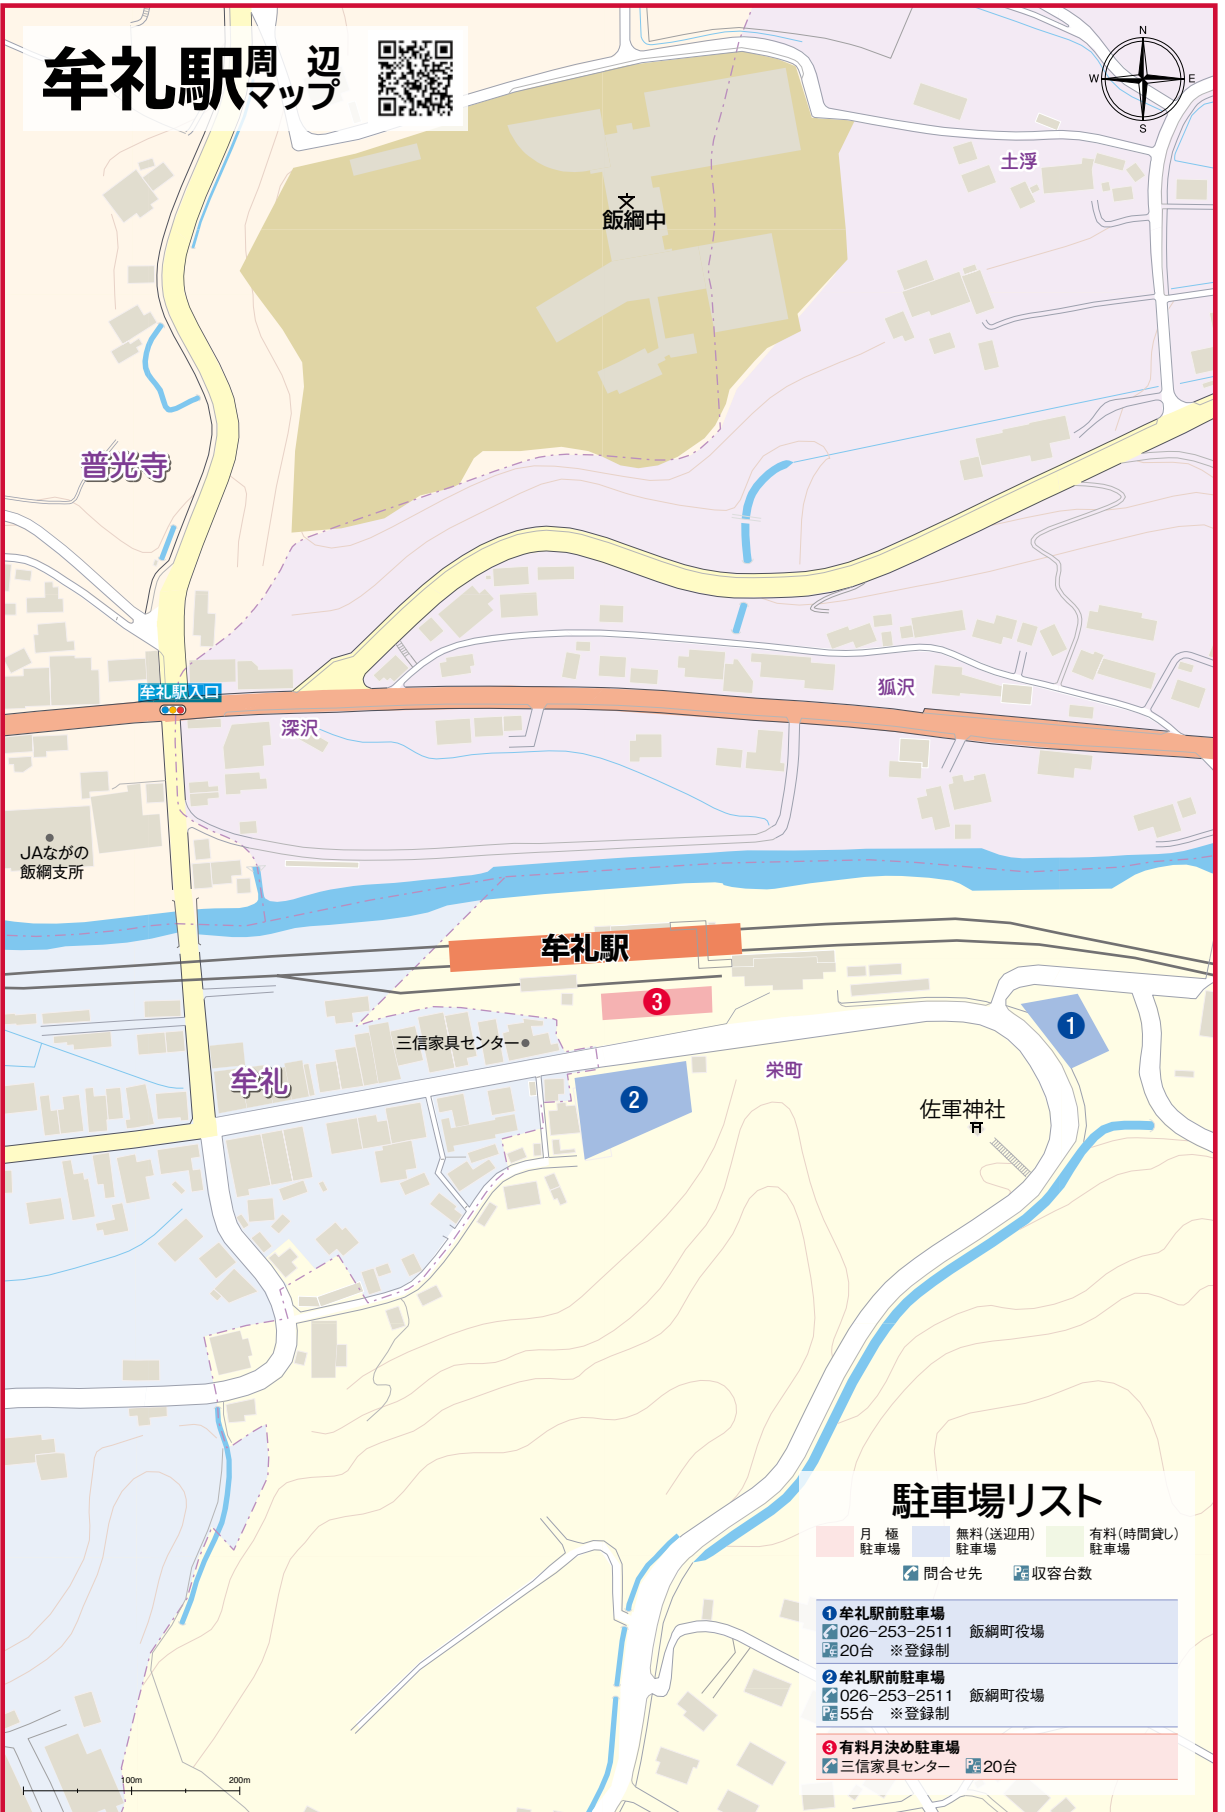 牟礼駅周辺
マップ
N
W
E
S
土浮
飯綱中
普光寺
牟礼駅入口
狐沢
深沢
JAながの
飯綱支所
牟礼駅
3
1
三信家具センター
栄町
牟礼
2
佐軍神社
駐車場リスト
月 極
駐車場
無料(送迎用)
駐車場
有料(時間貸し)
駐車場
問合せ先
収容台数
1 牟礼駅前駐車場
026-253-2511 飯綱町役場
20台 ※登録制
2 牟礼駅前駐車場
026-253-2511 飯綱町役場
55台 ※登録制
3 有料月決め駐車場
三信家具センター 20台
100m
200m